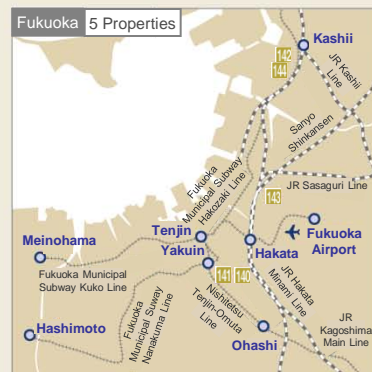 Fukuoka 5 Properties
Kashii
142
144
JR Kashii
Line
Sanyo
Shinkansen
Fukuoka
Municipal Subway
Hakozaki Line
JR Sasaguri Line
143
Tenjin
Yakuin
Meinohama
Hakata
Fukuoka
Airport
Fukuoka Municipal
Subway Kuko Line
141
140
JR Hakata
Minami Line
Nishitetsu
Tenjin-Omuta
Line
Fukuoka
Municipal Suway
Nanakuma Line
Hashimoto
Ohashi
JR
Kagoshima
Main Line